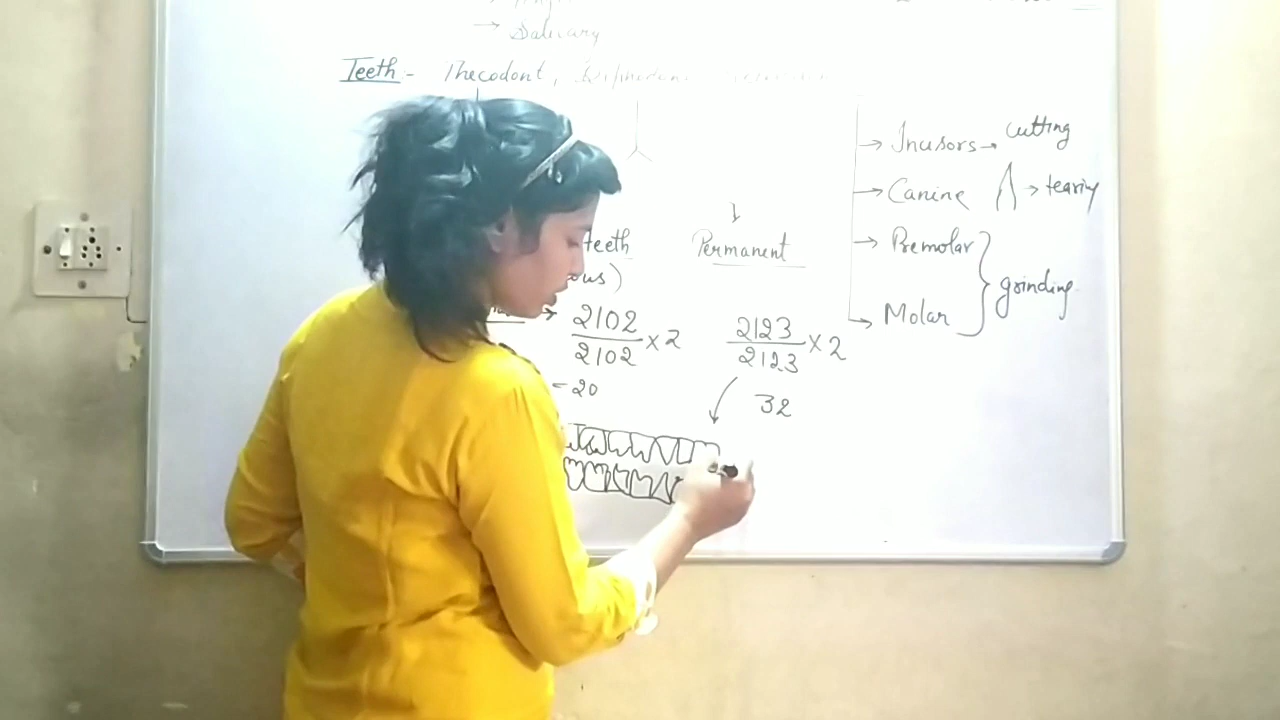 → Salivary
Teeth - Thecodont,
→ Incisors → cutting
→ Canine → tearing
teeth
Permanent
→ Premolar
grinding
→ Molar
2102
2102 × 2
= 20
2123
2123 × 2
32